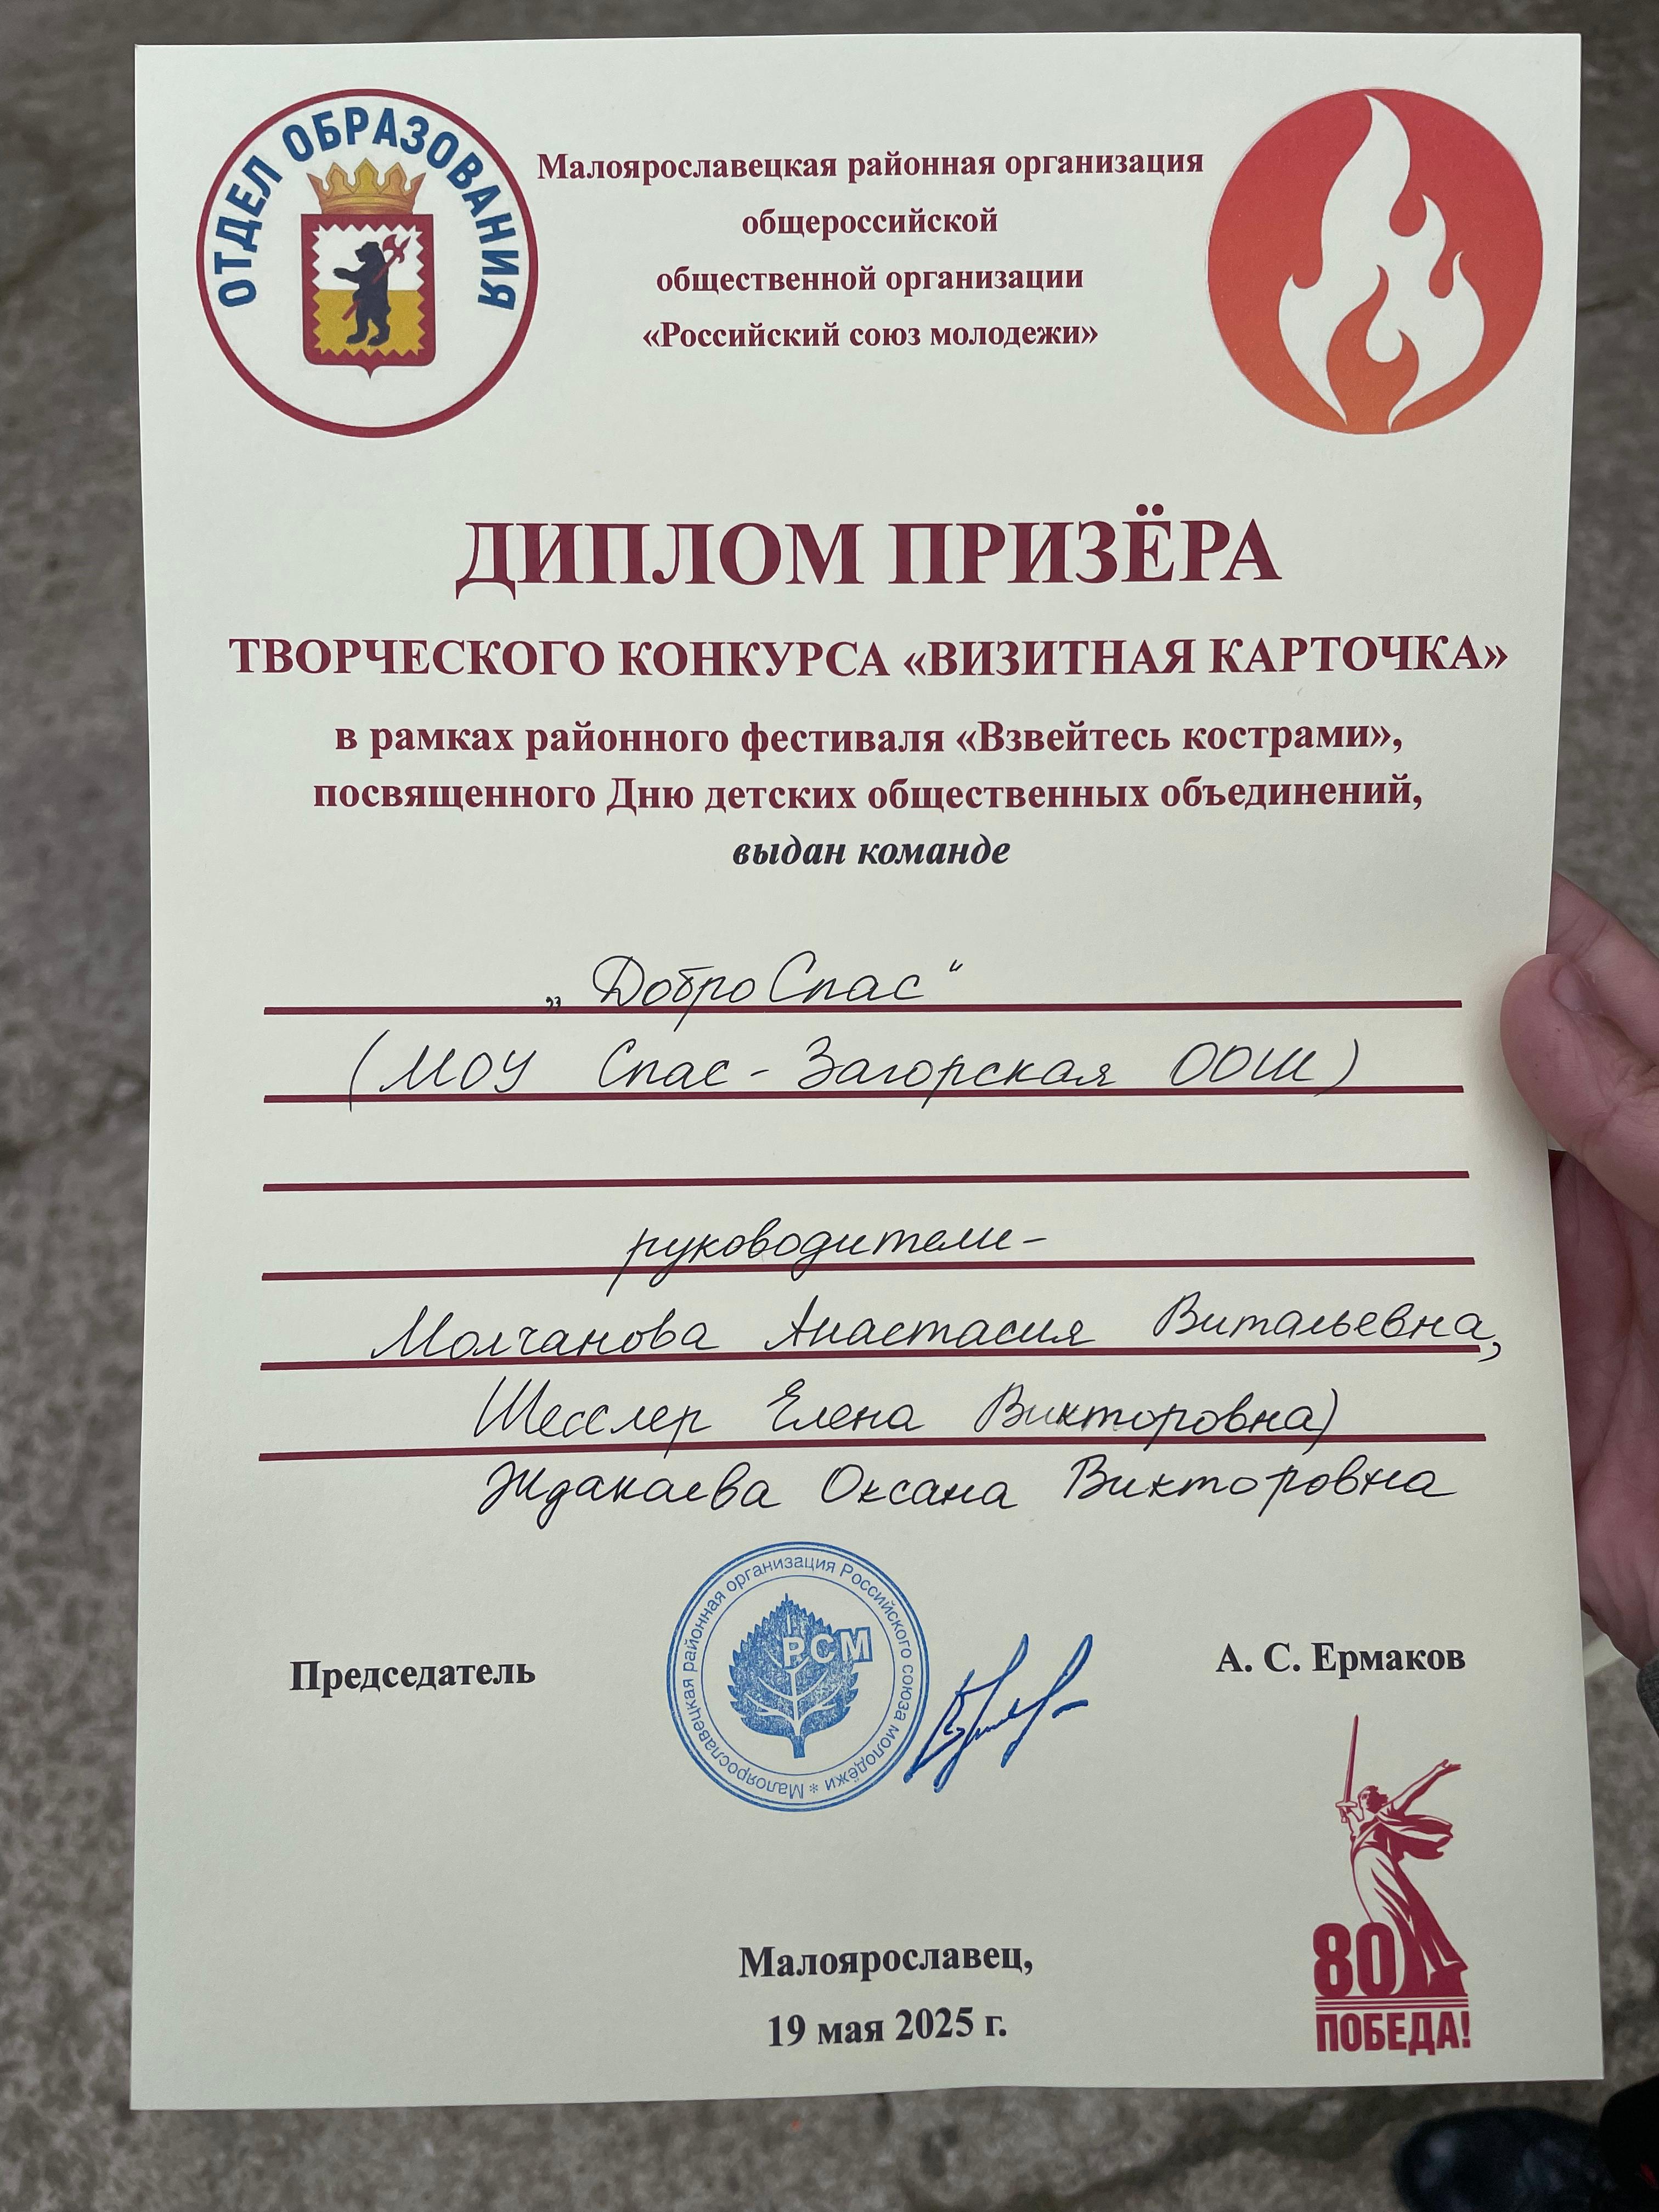 ОТДЕЛ ОБРАЗОВАНИЯ
Малоярославецкая районная организация
общероссийской
общественной организации
«Российский союз молодежи»
ДИПЛОМ ПРИЗЁРА
ТВОРЧЕСКОГО КОНКУРСА «ВИЗИТНАЯ КАРТОЧКА»
в рамках районного фестиваля «Взвейтесь кострами»,
посвященного Дню детских общественных объединений,
выдан команде
„ДоброСпас“
(МОУ Спас-Загорская ООШ)
руководители-
Молчанова Анастасия Витальевна,
Шесслер Елена Викторовна)
Ждакаева Оксана Викторовна
Малоярославецкая районная организация Российского союза молодёжи *
РСМ
Председатель
А. С. Ермаков
80
ПОБЕДА!
Малоярославец,
19 мая 2025 г.